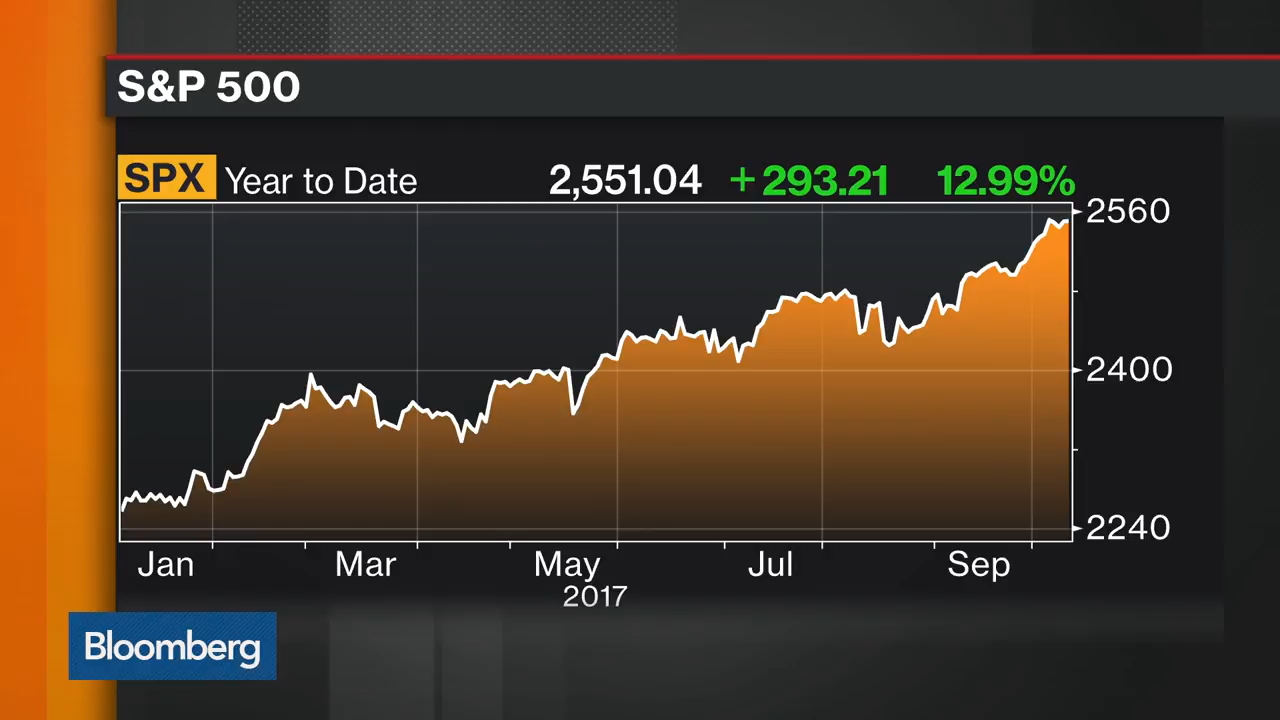 S&P 500
SPX Year to Date 2,551.04 +293.21 12.99%
2560
2400
2240
Jan Mar May Jul Sep
2017
Bloomberg